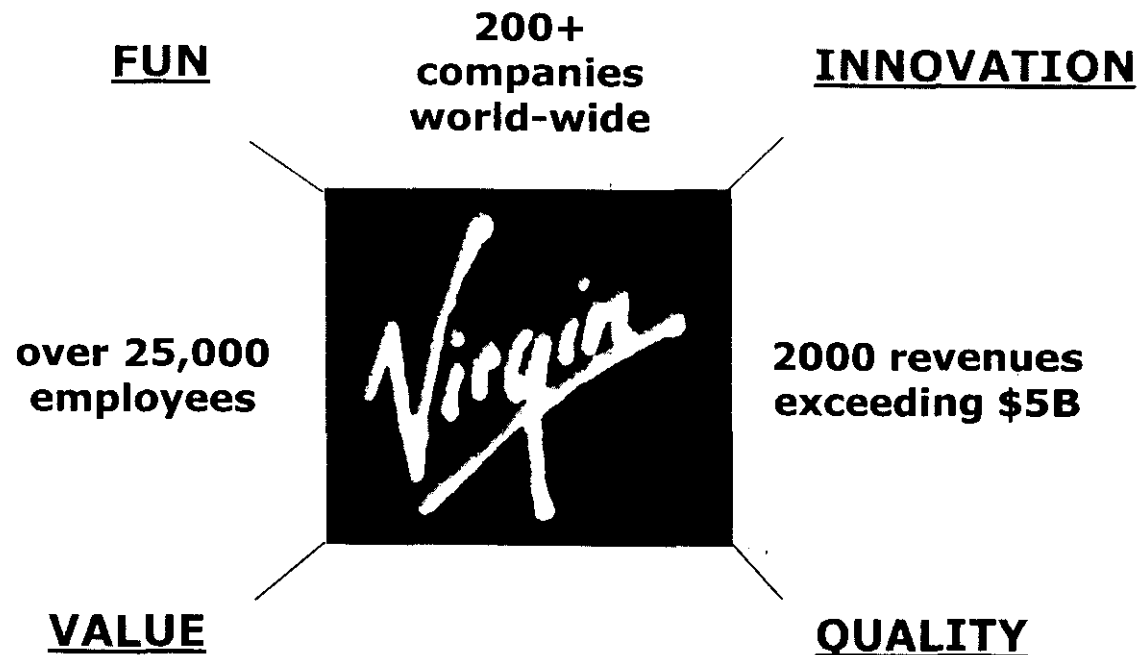 FUN
200+
companies
world-wide
INNOVATION
over 25,000
employees
Virgin
2000 revenues
exceeding $5B
VALUE
QUALITY